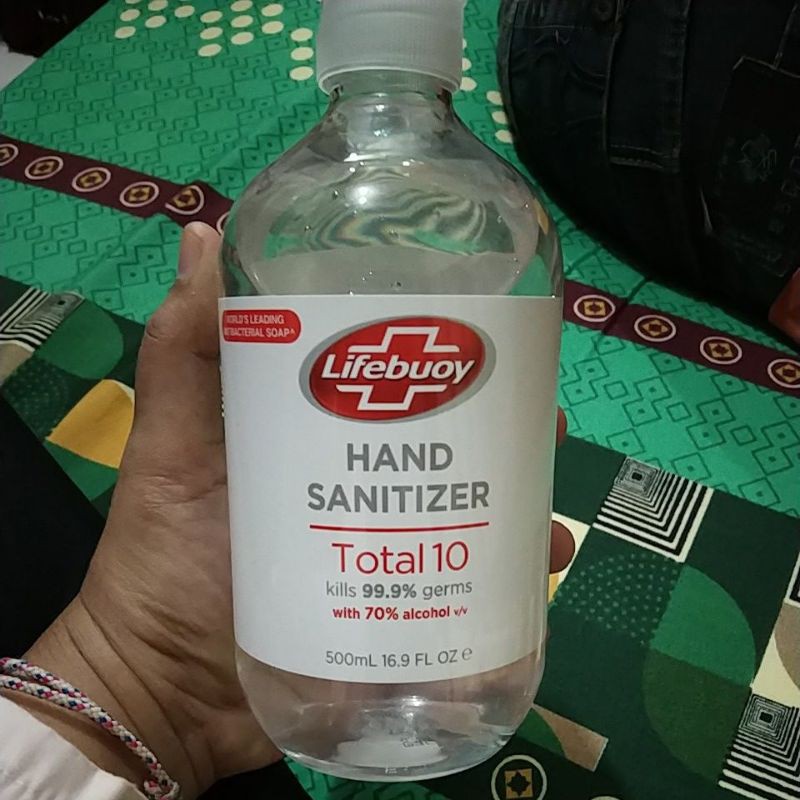 WORLD'S LEADING
ANTIBACTERIAL SOAP^
Lifebuoy
HAND
SANITIZER
Total 10
kills 99.9% germs
with 70% alcohol v/v
500mL 16.9 FL OZ e